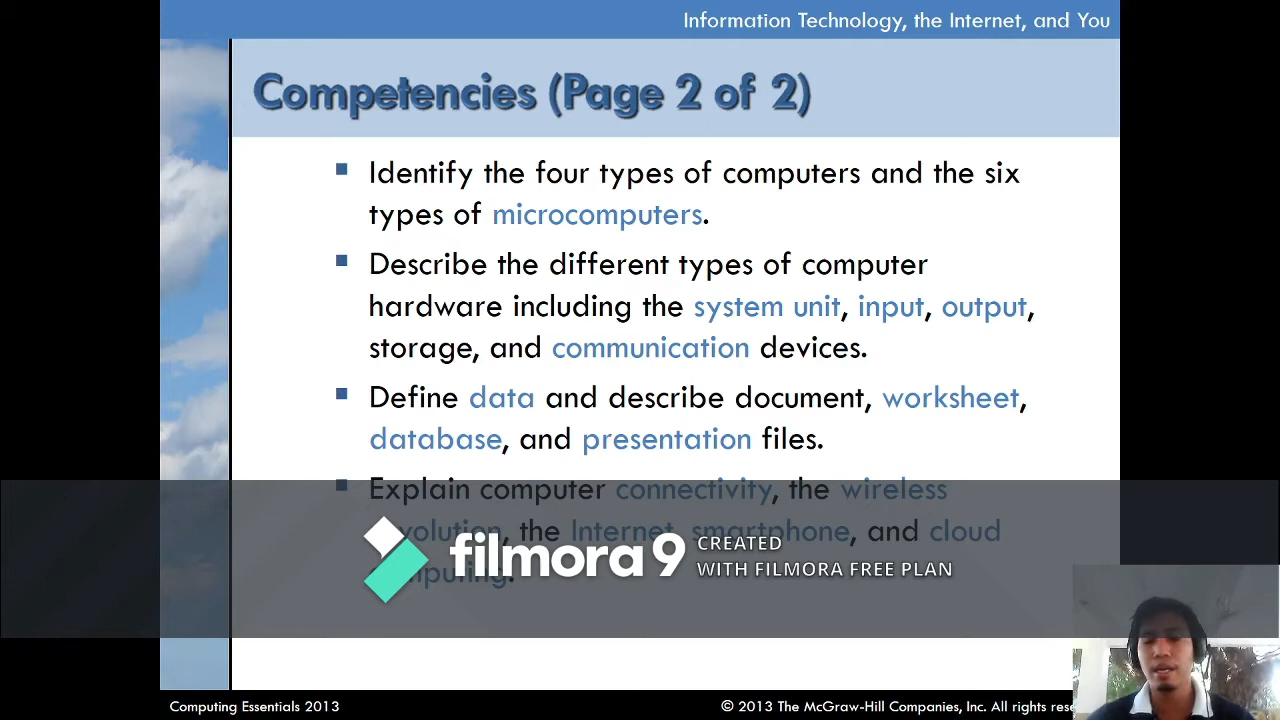 Information Technology, the Internet, and You
Competencies (Page 2 of 2)
Identify the four types of computers and the six
types of microcomputers.
Describe the different types of computer
hardware including the system unit, input, output,
storage, and communication devices.
Define data and describe document, worksheet,
database, and presentation files.
Explain computer connectivity, the wireless
the Internet, smartphone, and cloud
filmora 9 CREATED
WITH FILMORA FREE PLAN
Computing Essentials 2013
© 2013 The McGraw-Hill Companies, Inc. All rights